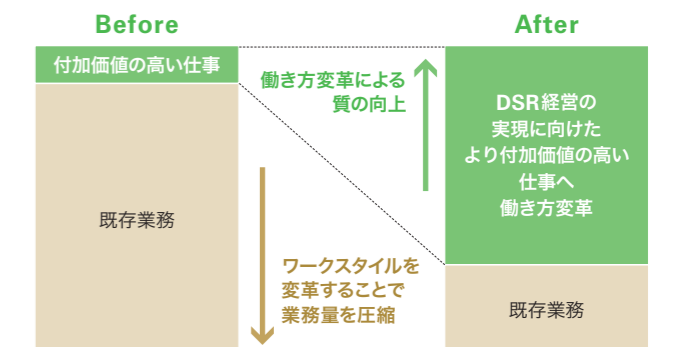 Before
After
付加価値の高い仕事
既存業務
働き方変革による
質の向上
ワークスタイルを
変革することで
業務量を圧縮
DSR経営の
実現に向けた
より付加価値の高い
仕事へ
働き方変革
既存業務